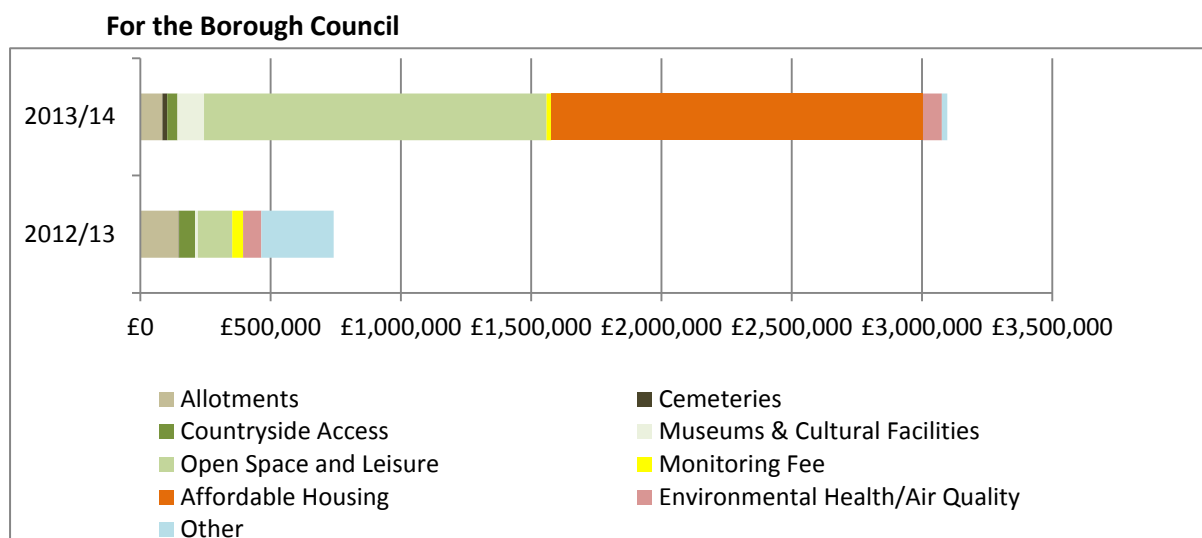 For the Borough Council
2013/14
2012/13
£0 £500,000 £1,000,000 £1,500,000 £2,000,000 £2,500,000 £3,000,000 £3,500,000
Allotments Cemeteries
Countryside Access Museums & Cultural Facilities
Open Space and Leisure Monitoring Fee
Affordable Housing Environmental Health/Air Quality
Other